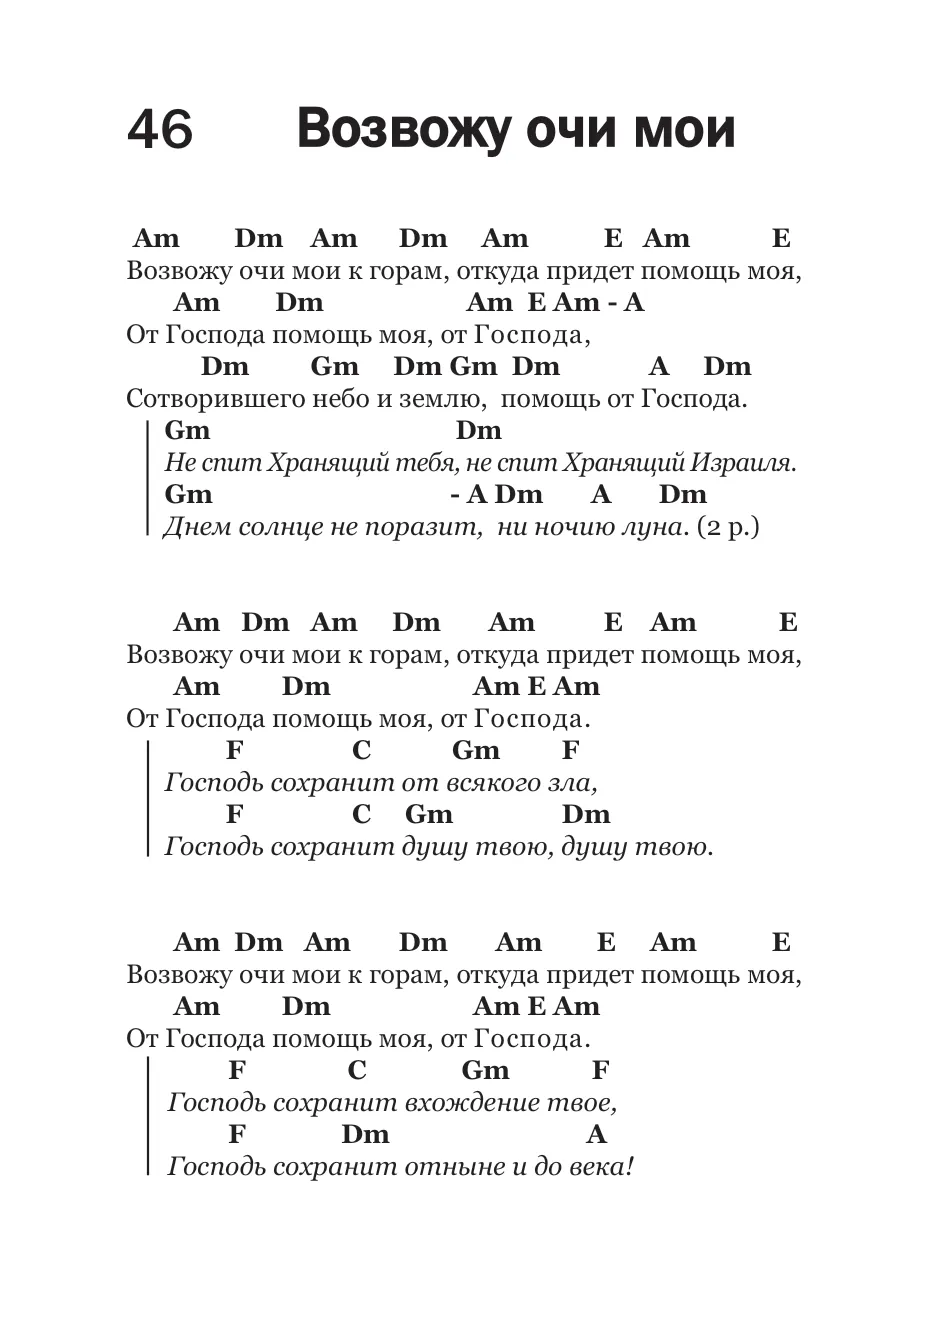 46 Возвожу очи мои
Am Dm Am Dm Am E Am E
Возвожу очи мои к горам, откуда придет помощь моя,
Am Dm Am E Am - A
От Господа помощь моя, от Господа,
Dm Gm Dm Gm Dm A Dm
Сотворившего небо и землю, помощь от Господа.
Gm Dm
Не спит Хранящий тебя, не спит Хранящий Израиля.
Gm - A Dm A Dm
Днем солнце не поразит, ни ночию луна. (2 р.)
Am Dm Am Dm Am E Am E
Возвожу очи мои к горам, откуда придет помощь моя,
Am Dm Am E Am
От Господа помощь моя, от Господа.
F C Gm F
Господь сохранит от всякого зла,
F C Gm Dm
Господь сохранит душу твою, душу твою.
Am Dm Am Dm Am E Am E
Возвожу очи мои к горам, откуда придет помощь моя,
Am Dm Am E Am
От Господа помощь моя, от Господа.
F C Gm F
Господь сохранит вхождение твое,
F Dm A
Господь сохранит отныне и до века!